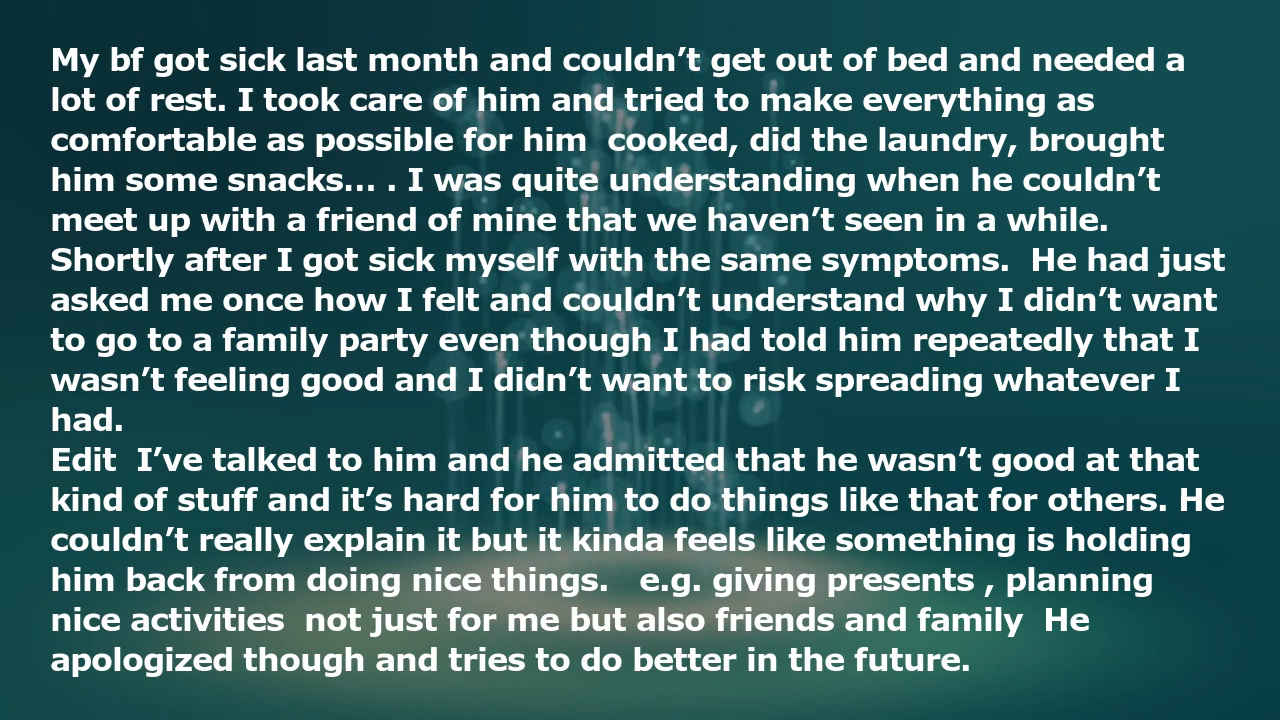 My bf got sick last month and couldn’t get out of bed and needed a
lot of rest. I took care of him and tried to make everything as
comfortable as possible for him  cooked, did the laundry, brought
him some snacks... . I was quite understanding when he couldn’t
meet up with a friend of mine that we haven’t seen in a while.
Shortly after I got sick myself with the same symptoms.  He had just
asked me once how I felt and couldn’t understand why I didn’t want
to go to a family party even though I had told him repeatedly that I
wasn’t feeling good and I didn’t want to risk spreading whatever I
had.
Edit  I’ve talked to him and he admitted that he wasn’t good at that
kind of stuff and it’s hard for him to do things like that for others. He
couldn’t really explain it but it kinda feels like something is holding
him back from doing nice things.   e.g. giving presents , planning
nice activities  not just for me but also friends and family  He
apologized though and tries to do better in the future.